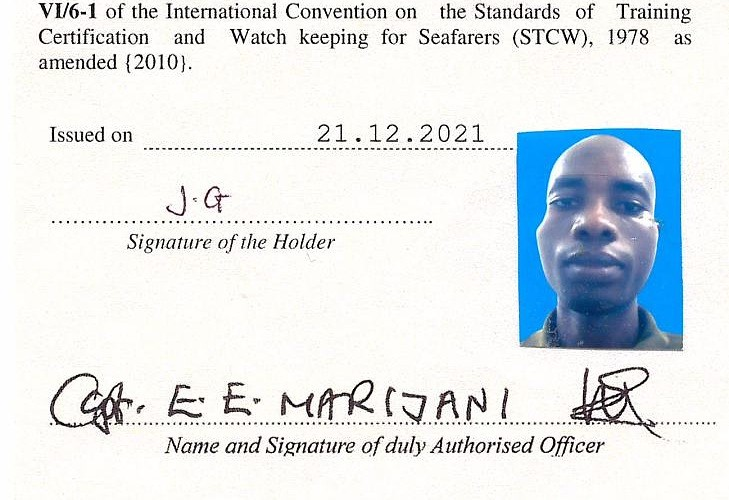 VI/6-1 of the International Convention on the Standards of Training
Certification and Watch keeping for Seafarers (STCW), 1978 as
amended {2010}.
Issued on 21.12.2021
J.G
Signature of the Holder
Cpt. E. E. MARIJANI
Name and Signature of duly Authorised Officer